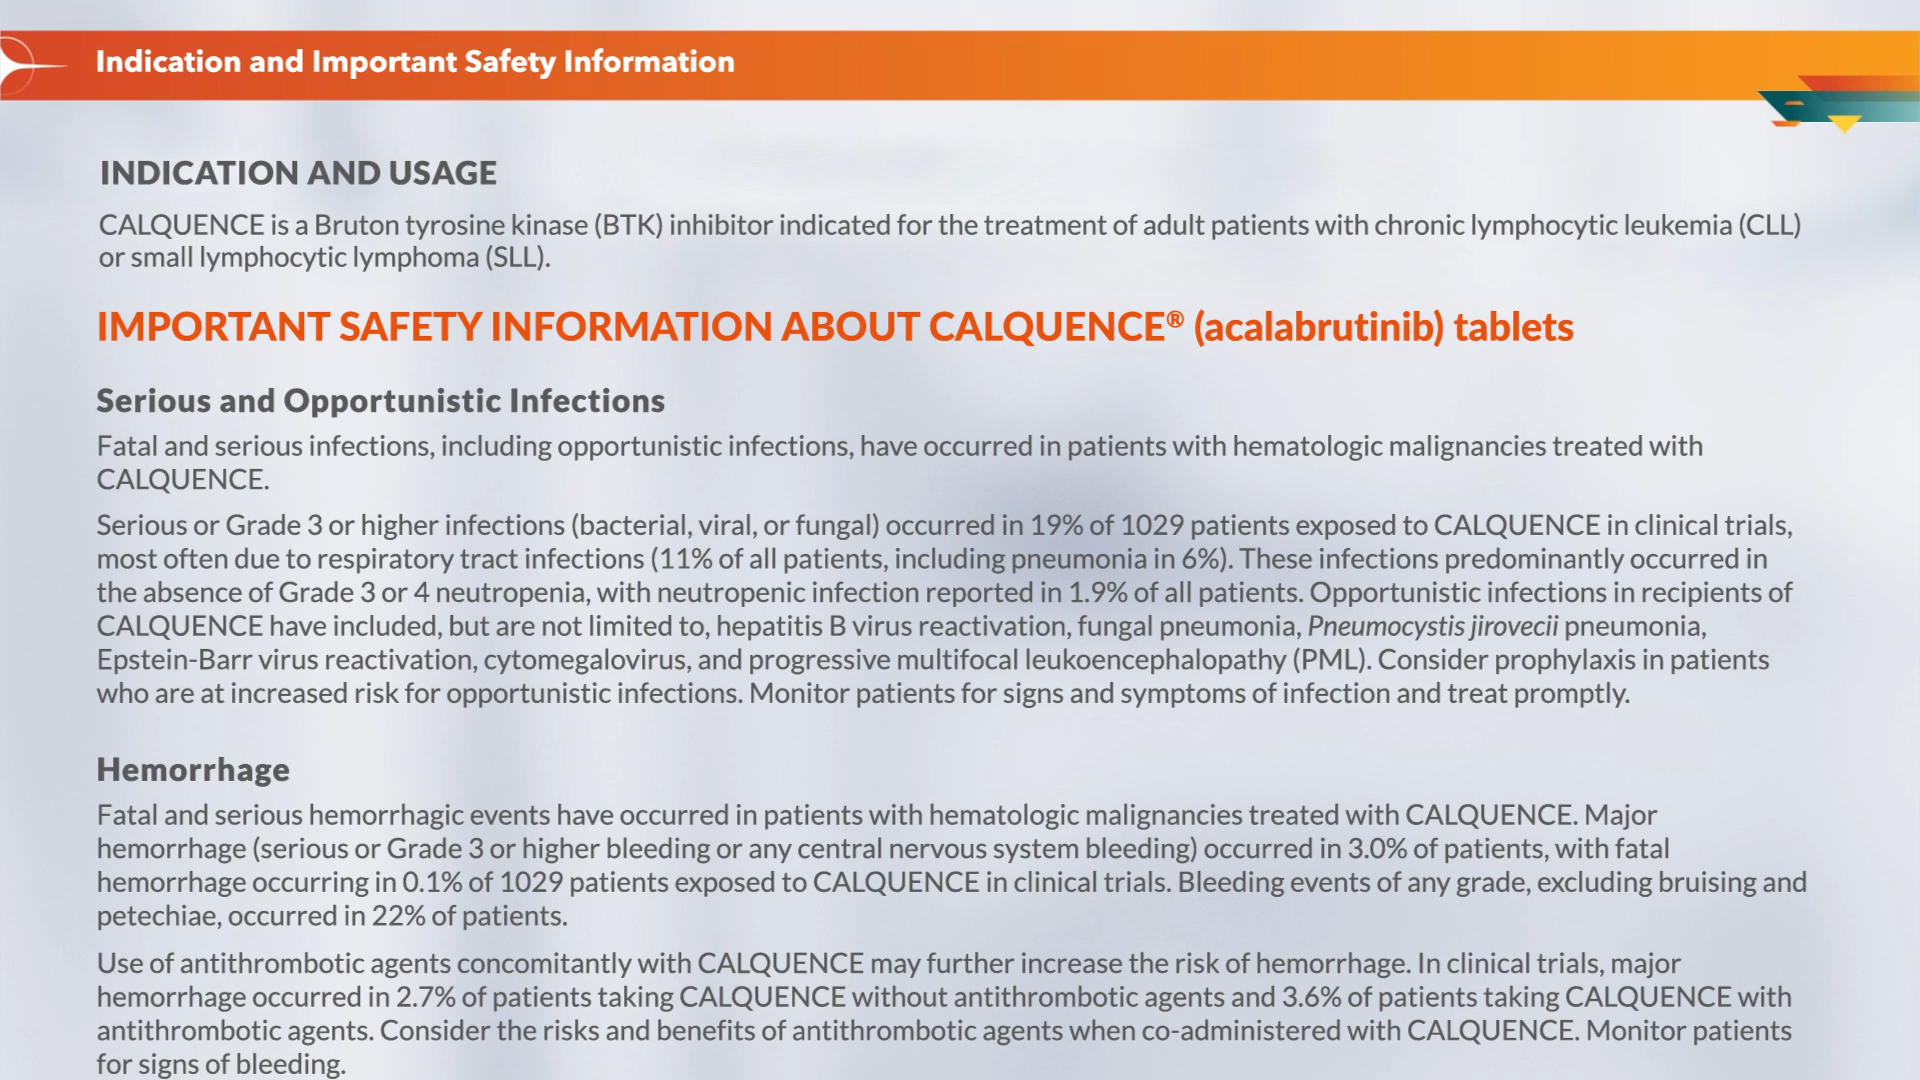 Indication and Important Safety Information
INDICATION AND USAGE
CALQUENCE is a Bruton tyrosine kinase (BTK) inhibitor indicated for the treatment of adult patients with chronic lymphocytic leukemia (CLL)
or small lymphocytic lymphoma (SLL).
IMPORTANT SAFETY INFORMATION ABOUT CALQUENCE® (acalabrutinib) tablets
Serious and Opportunistic Infections
Fatal and serious infections, including opportunistic infections, have occurred in patients with hematologic malignancies treated with
CALQUENCE.
Serious or Grade 3 or higher infections (bacterial, viral, or fungal) occurred in 19% of 1029 patients exposed to CALQUENCE in clinical trials,
most often due to respiratory tract infections (11% of all patients, including pneumonia in 6%). These infections predominantly occurred in
the absence of Grade 3 or 4 neutropenia, with neutropenic infection reported in 1.9% of all patients. Opportunistic infections in recipients of
CALQUENCE have included, but are not limited to, hepatitis B virus reactivation, fungal pneumonia, Pneumocystis jirovecii pneumonia,
Epstein-Barr virus reactivation, cytomegalovirus, and progressive multifocal leukoencephalopathy (PML). Consider prophylaxis in patients
who are at increased risk for opportunistic infections. Monitor patients for signs and symptoms of infection and treat promptly.
Hemorrhage
Fatal and serious hemorrhagic events have occurred in patients with hematologic malignancies treated with CALQUENCE. Major
hemorrhage (serious or Grade 3 or higher bleeding or any central nervous system bleeding) occurred in 3.0% of patients, with fatal
hemorrhage occurring in 0.1% of 1029 patients exposed to CALQUENCE in clinical trials. Bleeding events of any grade, excluding bruising and
petechiae, occurred in 22% of patients.
Use of antithrombotic agents concomitantly with CALQUENCE may further increase the risk of hemorrhage. In clinical trials, major
hemorrhage occurred in 2.7% of patients taking CALQUENCE without antithrombotic agents and 3.6% of patients taking CALQUENCE with
antithrombotic agents. Consider the risks and benefits of antithrombotic agents when co-administered with CALQUENCE. Monitor patients
for signs of bleeding.